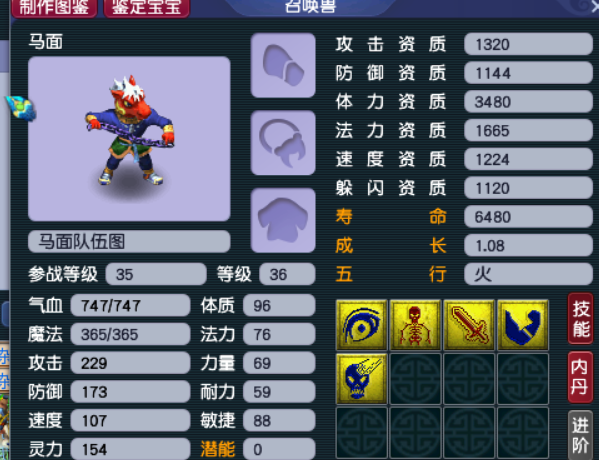 制作图鉴 鉴定宝宝 召唤兽
马面
攻击资质 1320
防御资质 1144
体力资质 3480
法力资质 1665
速度资质 1224
躲闪资质 1120
寿命 6480
成长 1.08
五行 火
马面队伍图
参战等级 35 等级 36
气血 747/747 体质 96
魔法 365/365 法力 76
攻击 229 力量 69
防御 173 耐力 59
速度 107 敏捷 88
灵力 154 潜能 0
技能
内丹
进阶